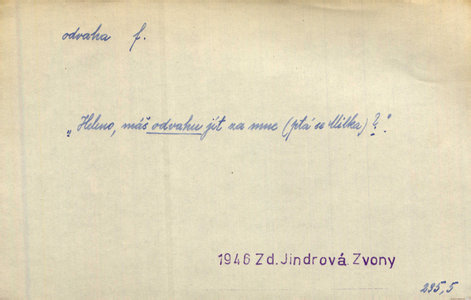 odvaha f.
„Heleno, máš odvahu jít za mne (ptá se Milka)?".
1946 Zd. Jindrová. Zvony
295,5